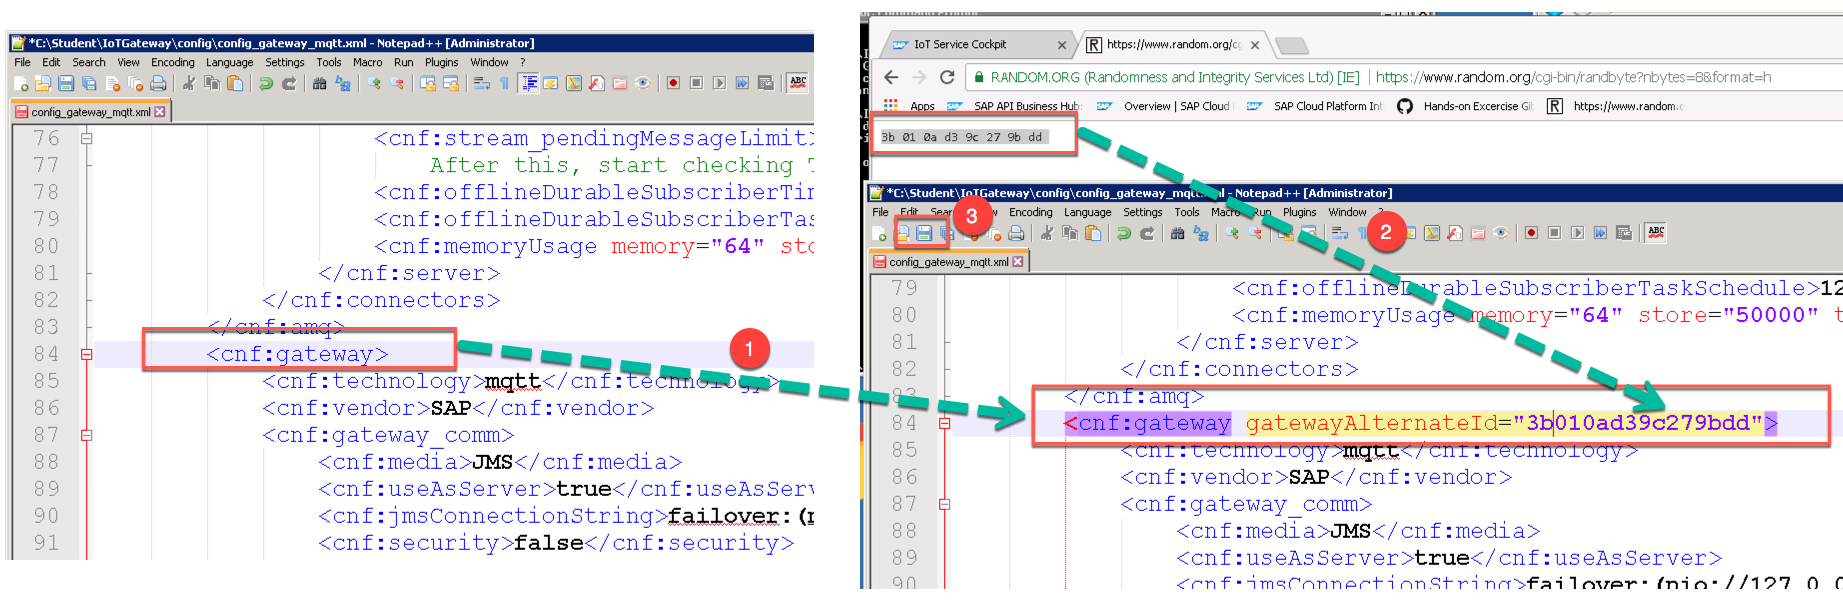 *C:\Student\IoTGateway\config\config_gateway_mqtt.xml - Notepad++ [Administrator]
File Edit Search View Encoding Language Settings Tools Macro Run Plugins Window ?
ABC
config_gateway_mqtt.xml
76 <cnf:stream_pendingMessageLimit>
77 After this, start checking
78 <cnf:offlineDurableSubscriberTim
79 <cnf:offlineDurableSubscriberTas
80 <cnf:memoryUsage memory="64" sto
81 </cnf:server>
82 </cnf:connectors>
83 </cnf:amq>
84 <cnf:gateway>
85 <cnf:technology>mqtt</cnf:technology>
86 <cnf:vendor>SAP</cnf:vendor>
87 <cnf:gateway_comm>
88 <cnf:media>JMS</cnf:media>
89 <cnf:useAsServer>true</cnf:useAsServ
90 <cnf:jmsConnectionString>failover:(n
91 <cnf:security>false</cnf:security>
1
IoT Service Cockpit
https://www.random.org/cg
RANDOM.ORG (Randomness and Integrity Services Ltd) [IE] https://www.random.org/cgi-bin/randbyte?nbytes=8&format=h
Apps SAP API Business Hub: Overview | SAP Cloud SAP Cloud Platform Int Hands-on Excercise Git https://www.random.o
3b 01 0a d3 9c 27 9b dd
*C:\Student\IoTGateway\config\config_gateway_mqtt.xml - Notepad++ [Administrator]
File Edit Sear w Encoding Language Settings Tools Macro Run Plugins Window ?
3
2
ABC
config_gateway_mqtt.xml
79 <cnf:offlineDurableSubscriberTaskSchedule>12
80 <cnf:memoryUsage memory="64" store="50000" t
81 </cnf:server>
82 </cnf:connectors>
83 </cnf:amq>
84 <cnf:gateway gatewayAlternateId="3b010ad39c279bdd">
85 <cnf:technology>mqtt</cnf:technology>
86 <cnf:vendor>SAP</cnf:vendor>
87 <cnf:gateway_comm>
88 <cnf:media>JMS</cnf:media>
89 <cnf:useAsServer>true</cnf:useAsServer>
90 <cnf:jmsConnectionString>failover:(nio://127.0.0